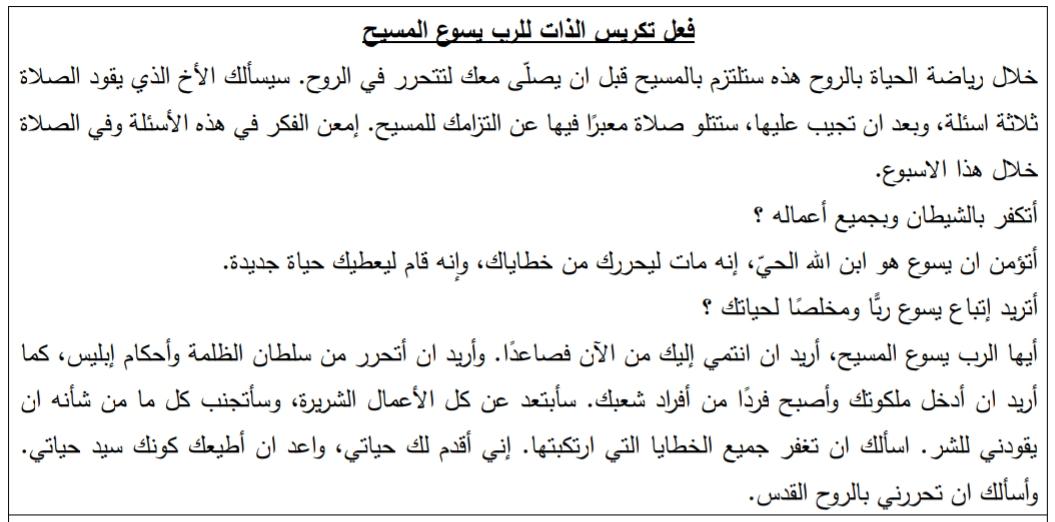 فعل تكريس الذات للرب يسوع المسيح
خلال رياضة الحياة بالروح هذه ستلتزم بالمسيح قبل ان يصلّى معك لتتحرر في الروح. سيسألك الأخ الذي يقود الصلاة
ثلاثة اسئلة، وبعد ان تجيب عليها، ستتلو صلاة معبرًا فيها عن التزامك للمسيح. إمعن الفكر في هذه الأسئلة وفي الصلاة
خلال هذا الاسبوع.
أتكفر بالشيطان وبجميع أعماله ؟
أتؤمن ان يسوع هو ابن الله الحيّ، إنه مات ليحررك من خطاياك، وإنه قام ليعطيك حياة جديدة.
أتريد إتباع يسوع ربًّا ومخلصًا لحياتك ؟
أيها الرب يسوع المسيح، أريد ان انتمي إليك من الآن فصاعدًا. وأريد ان أتحرر من سلطان الظلمة وأحكام إبليس، كما
أريد ان أدخل ملكوتك وأصبح فردًا من أفراد شعبك. سأبتعد عن كل الأعمال الشريرة، وسأتجنب كل ما من شأنه ان
يقودني للشر. اسألك ان تغفر جميع الخطايا التي ارتكبتها. إني أقدم لك حياتي، واعد ان أطيعك كونك سيد حياتي.
وأسألك ان تحررني بالروح القدس.